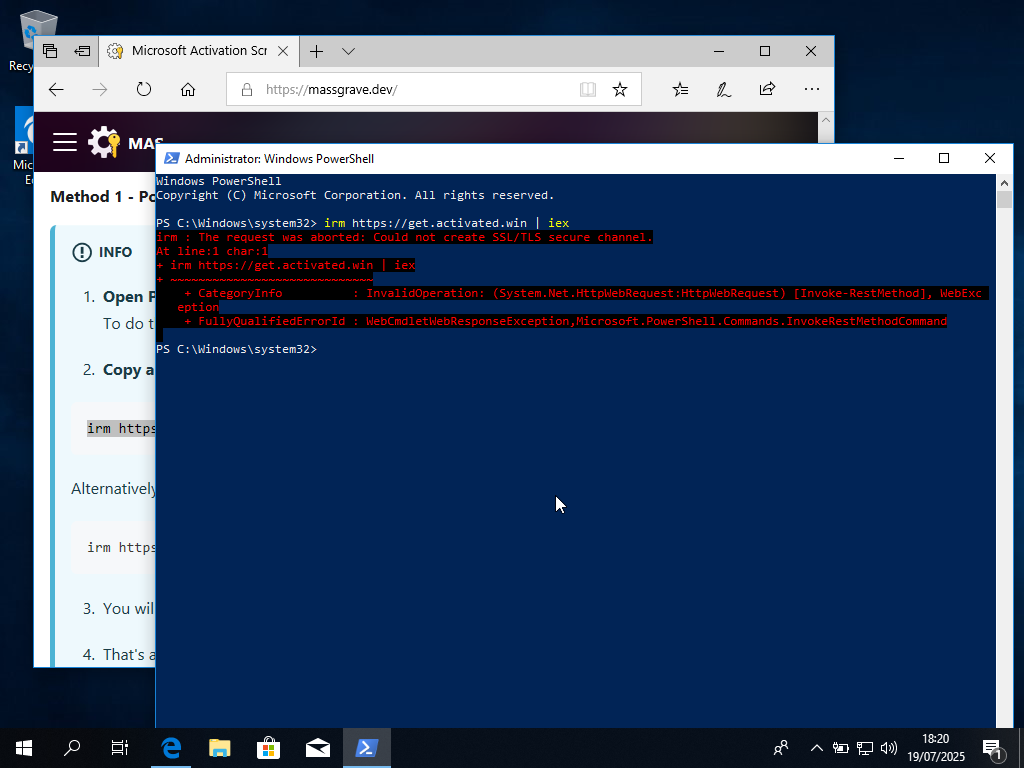 Recy
Mic
Ec
Microsoft Activation Scr
https://massgrave.dev/
MAS
Method 1 - Po
INFO
1. Open P
To do t
2. Copy a
irm https
Alternatively
irm https
3. You wil
4. That's a
Administrator: Windows PowerShell
Windows PowerShell
Copyright (C) Microsoft Corporation. All rights reserved.
PS C:\Windows\system32> irm https://get.activated.win | iex
irm : The request was aborted: Could not create SSL/TLS secure channel.
At line:1 char:1
+ irm https://get.activated.win | iex
+ ~~~~~~~~~~~~~~~~~~~~~~~~~~~~~
+ CategoryInfo          : InvalidOperation: (System.Net.HttpWebRequest:HttpWebRequest) [Invoke-RestMethod], WebExc
eption
+ FullyQualifiedErrorId : WebCmdletWebResponseException,Microsoft.PowerShell.Commands.InvokeRestMethodCommand
PS C:\Windows\system32>
18:20
19/07/2025
1